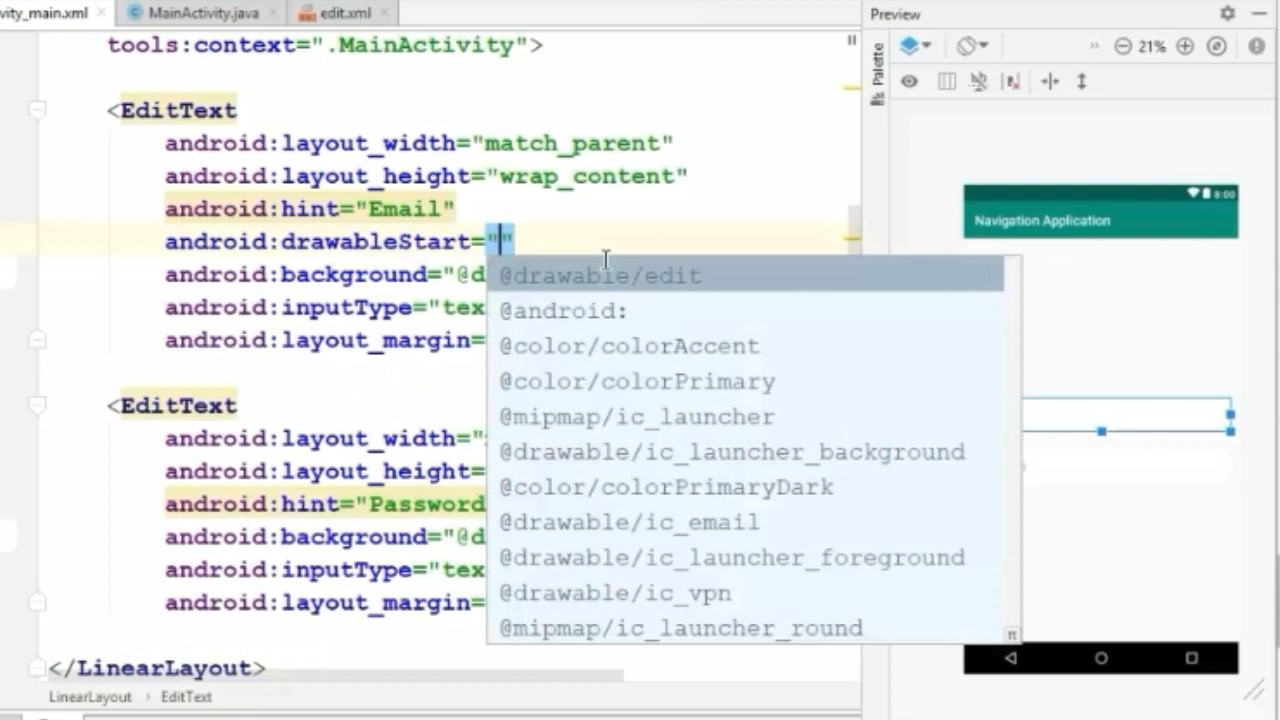 vity_main.xml
MainActivity.java
edit.xml
Preview
Palette
21%
tools:context=".MainActivity">
<EditText
android:layout_width="match_parent"
android:layout_height="wrap_content"
android:hint="Email"
android:drawableStart=""
android:background="@d
android:inputType="tex
android:layout_margin=
@drawable/edit
@android:
@color/colorAccent
@color/colorPrimary
@mipmap/ic_launcher
@drawable/ic_launcher_background
@color/colorPrimaryDark
@drawable/ic_email
@drawable/ic_launcher_foreground
@drawable/ic_vpn
@mipmap/ic_launcher_round
π
<EditText
android:layout_width="
android:layout_height=
android:hint="Password
android:background="@d
android:inputType="tex
android:layout_margin=
</LinearLayout>
LinearLayout › EditText
8:00
Navigation Application